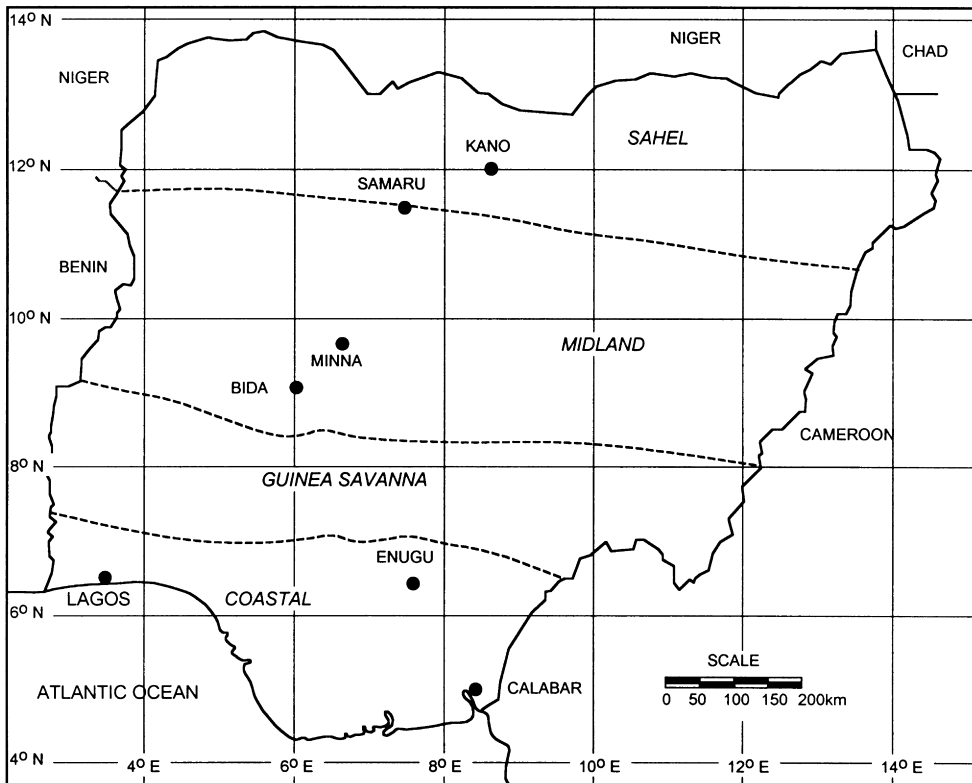 14° N
NIGER
NIGER
CHAD
SAHEL
KANO
12° N
SAMARU
BENIN
10° N
MIDLAND
MINNA
BIDA
CAMEROON
8° N
GUINEA SAVANNA
ENUGU
LAGOS
COASTAL
6° N
SCALE
0 50 100 150 200km
ATLANTIC OCEAN
CALABAR
4° N
4° E
6° E
8° E
10° E
12° E
14° E